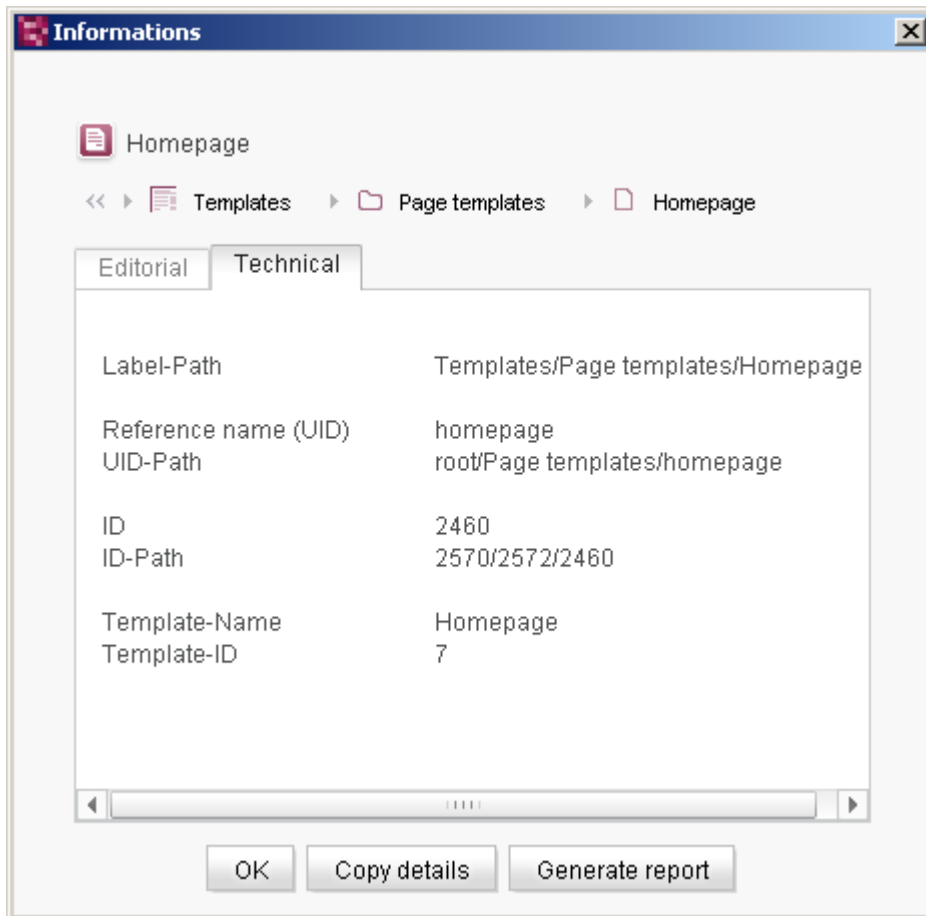 Informations
Homepage
Templates Page templates Homepage
Editorial Technical
Label-Path Templates/Page templates/Homepage
Reference name (UID) homepage
UID-Path root/Page templates/homepage
ID 2460
ID-Path 2570/2572/2460
Template-Name Homepage
Template-ID 7
OK Copy details Generate report